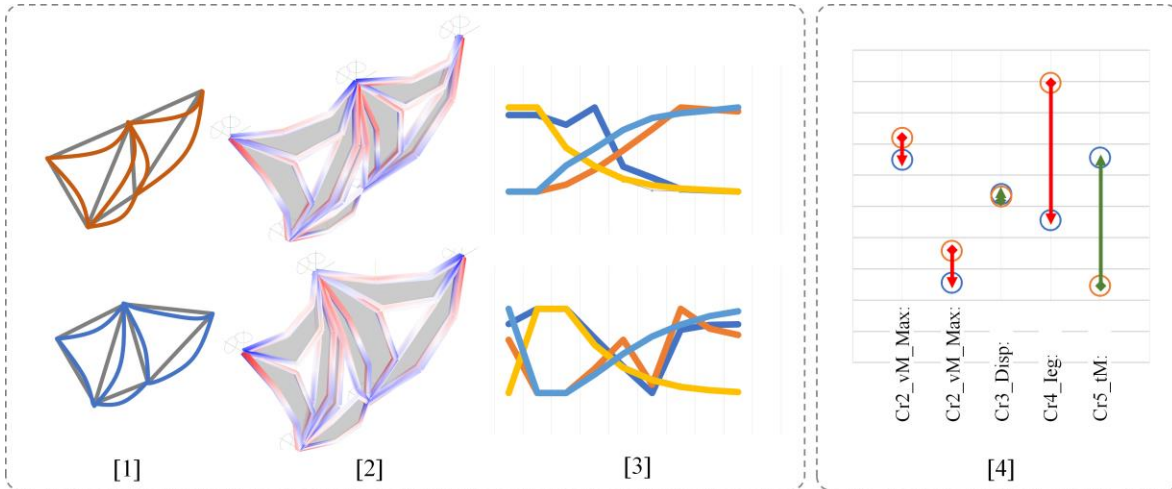 Cr2_vM_Max:
Cr2_vM_Max:
Cr3_Disp:
Cr4_Ieg:
Cr5_tM:
[1]
[2]
[3]
[4]